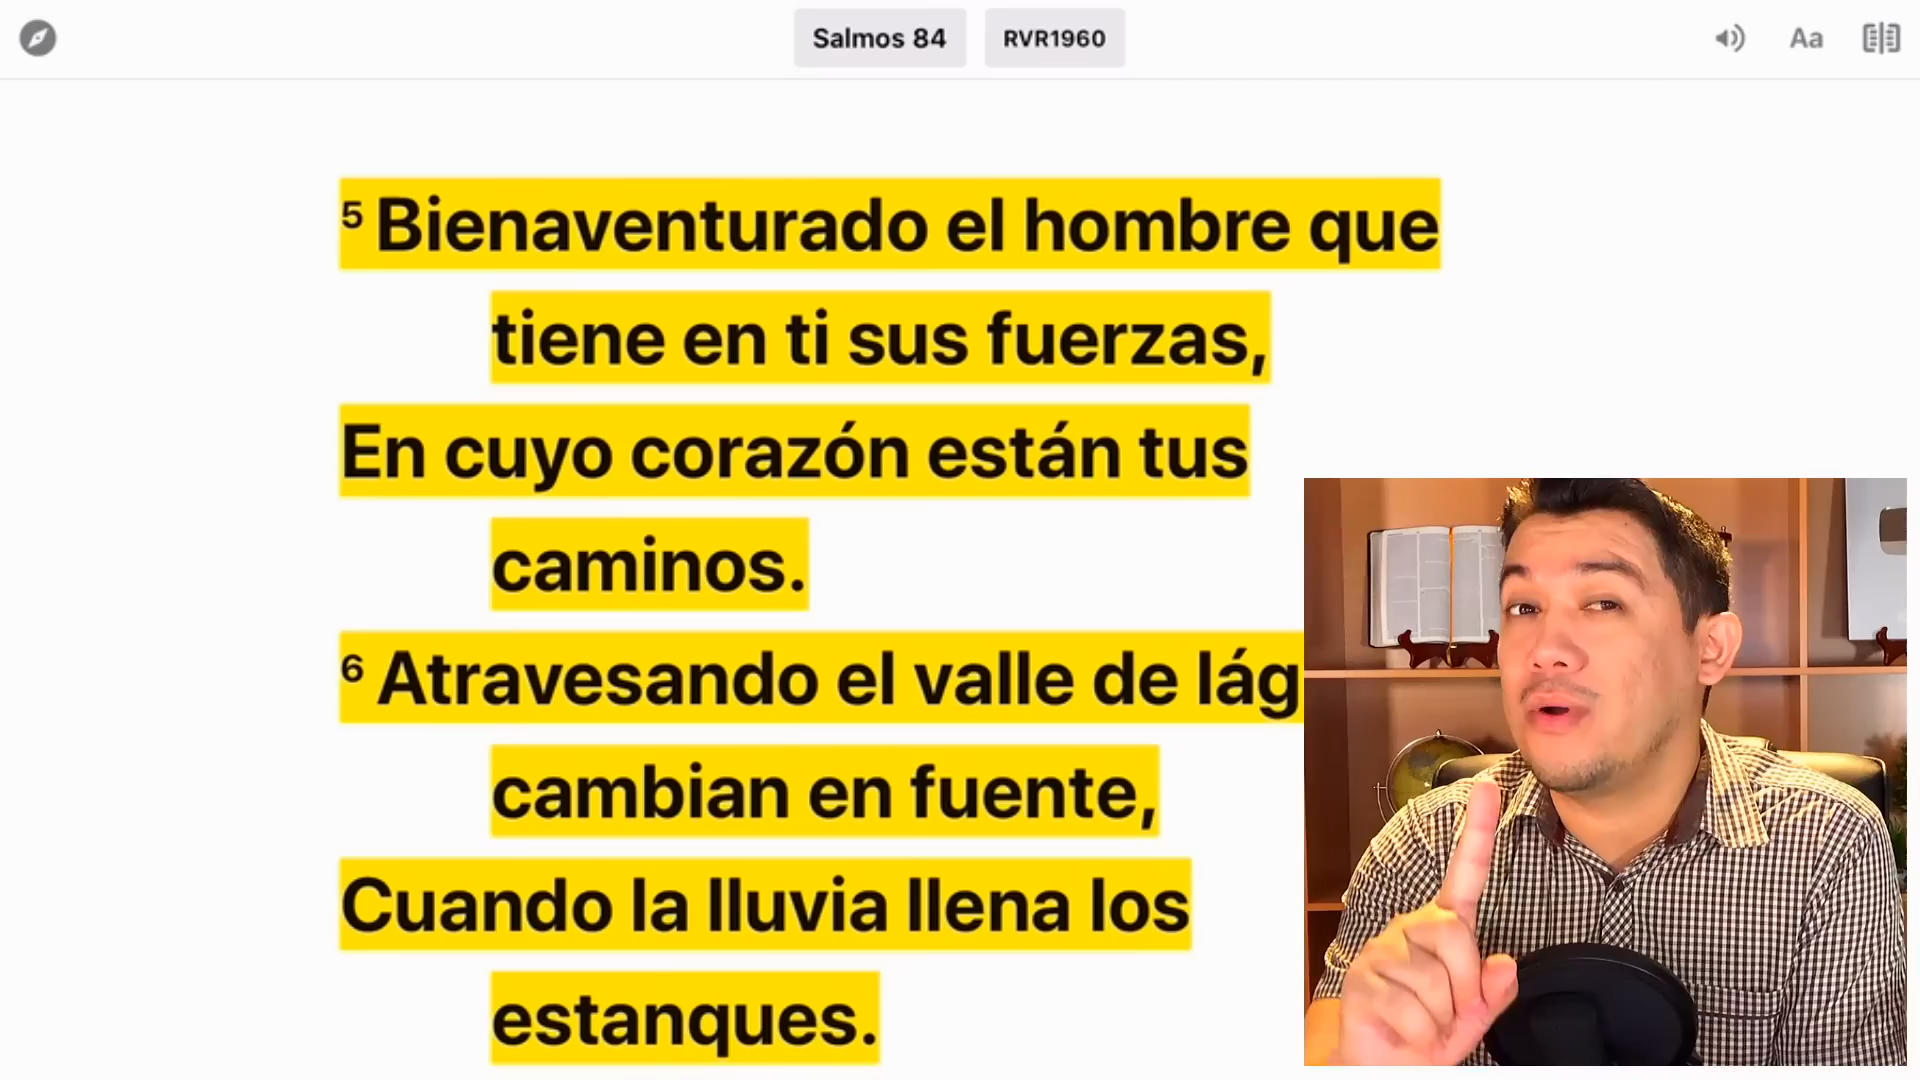 Salmos 84 RVR1960 Aa
5 Bienaventurado el hombre que
tiene en ti sus fuerzas,
En cuyo corazón están tus
caminos.
6 Atravesando el valle de lág
cambian en fuente,
Cuando la lluvia llena los
estanques.